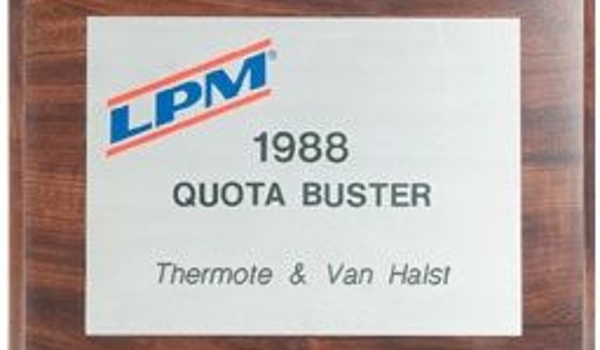 LPM®
1988
QUOTA BUSTER
Thermote & Van Halst